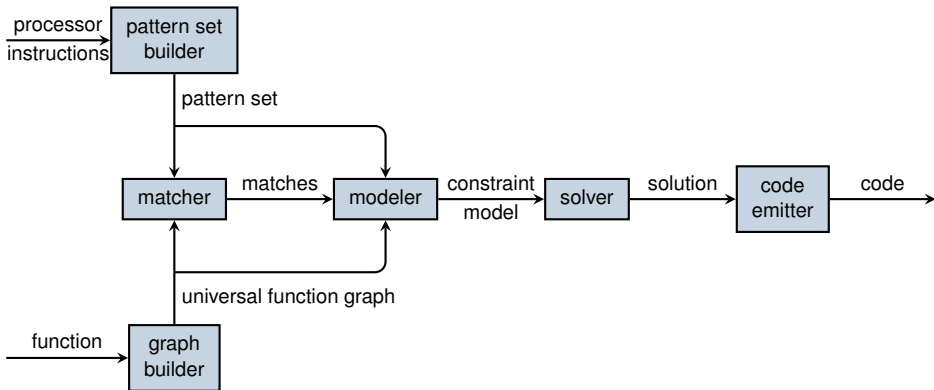 processor
instructions
pattern set
builder
pattern set
matcher
matches
modeler
constraint
model
solver
solution
code
emitter
code
universal function graph
function
graph
builder